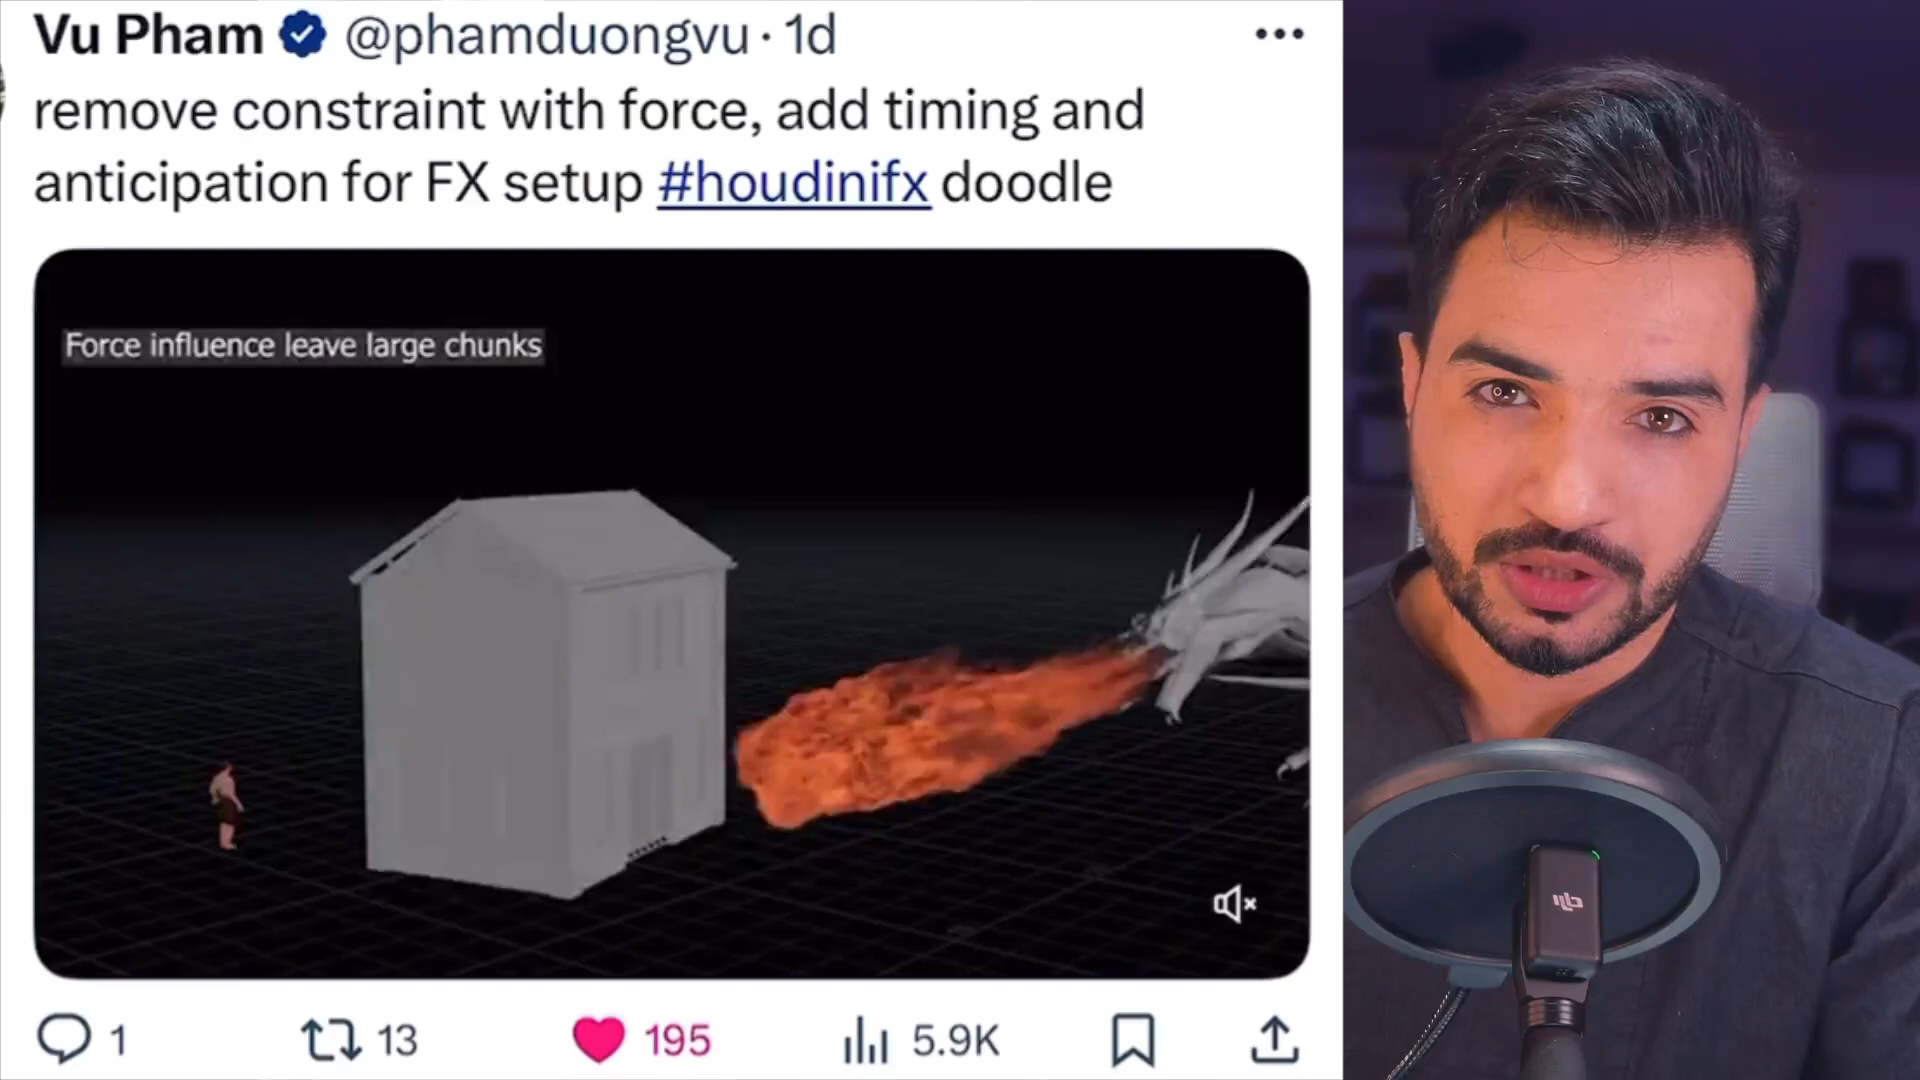 Vu Pham @phamduongvu · 1d
remove constraint with force, add timing and
anticipation for FX setup #houdinifx doodle
Force influence leave large chunks
1 13 195 5.9K
dji